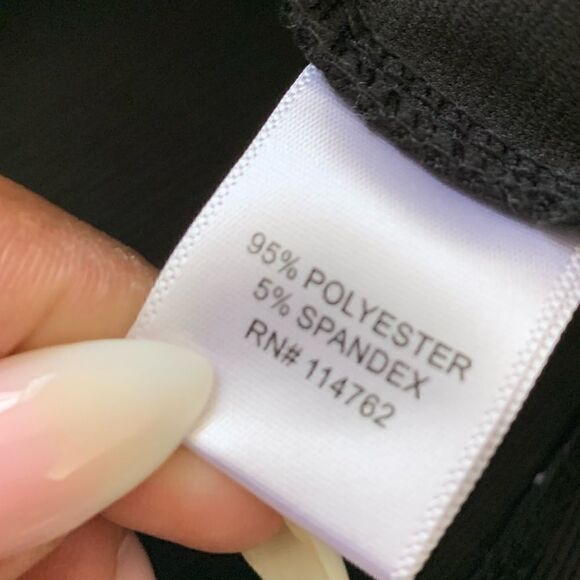 95% POLYESTER
5% SPANDEX
RN# 114762